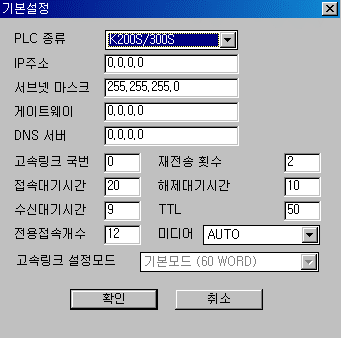 기본설정
PLC 종류 K200S/300S
IP주소 0.0.0.0
서브넷 마스크 255.255.255.0
게이트웨이 0.0.0.0
DNS 서버 0.0.0.0
고속링크 국번 0 재전송 횟수 2
접속대기시간 20 해제대기시간 10
수신대기시간 9 TTL 50
전용접속개수 12 미디어 AUTO
고속링크 설정모드 기본모드 (60 WORD)
확인 취소